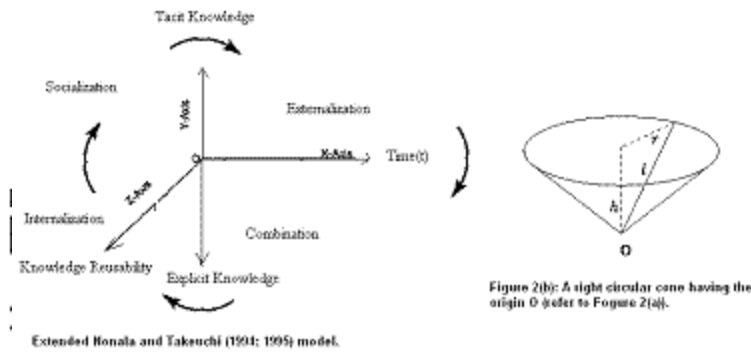 Tacit Knowledge
Socialization
Externalization
Y-Axis
O
X-Axis
Time(t)
Z-Axis
Internalization
Combination
Knowledge Reusability
Explicit Knowledge
Extended Nonaka and Takeuchi (1994; 1995) model.
r
l
h
O
Figure 2(b): A right circular cone having the
origin O (refer to Fogure 2(a)).